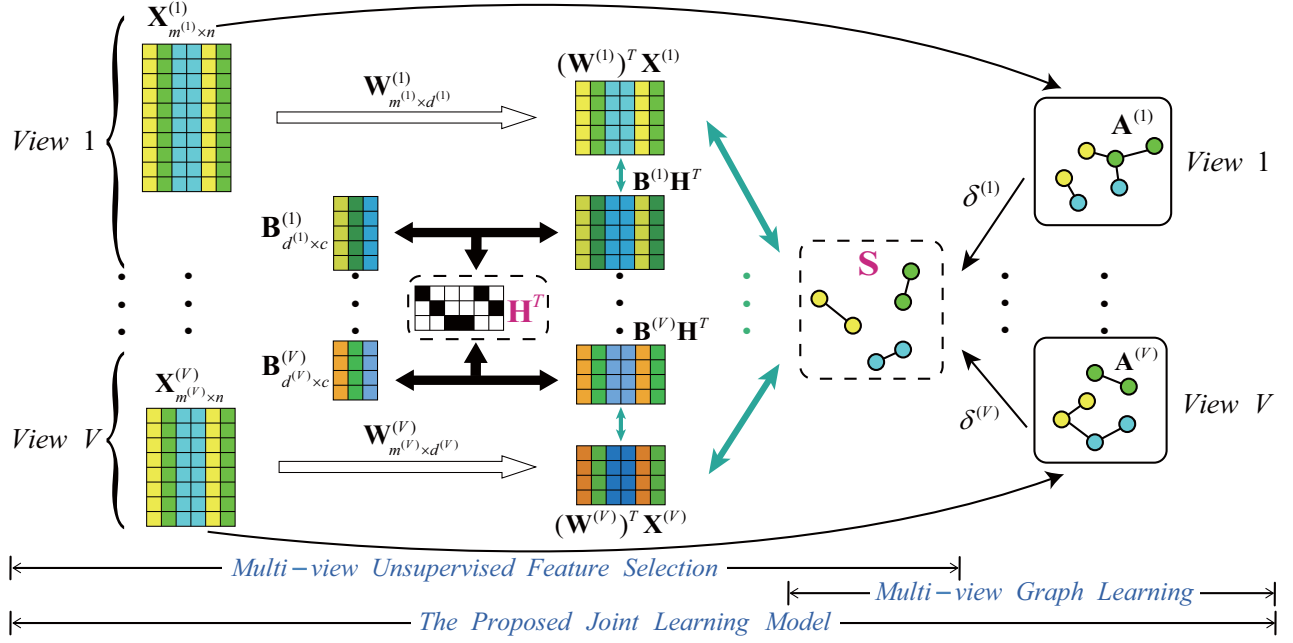 X^{(1)}_{m^{(1)}×n}
(W^{(1)})^T X^{(1)}
W^{(1)}_{m^{(1)}×d^{(1)}}
A^{(1)}
View 1
View 1
B^{(1)}H^T
δ^{(1)}
B^{(1)}_{d^{(1)}×c}
S
H^T
B^{(V)}H^T
B^{(V)}_{d^{(V)}×c}
A^{(V)}
X^{(V)}_{m^{(V)}×n}
δ^{(V)}
View V
View V
W^{(V)}_{m^{(V)}×d^{(V)}}
(W^{(V)})^T X^{(V)}
Multi-view Unsupervised Feature Selection
Multi-view Graph Learning
The Proposed Joint Learning Model